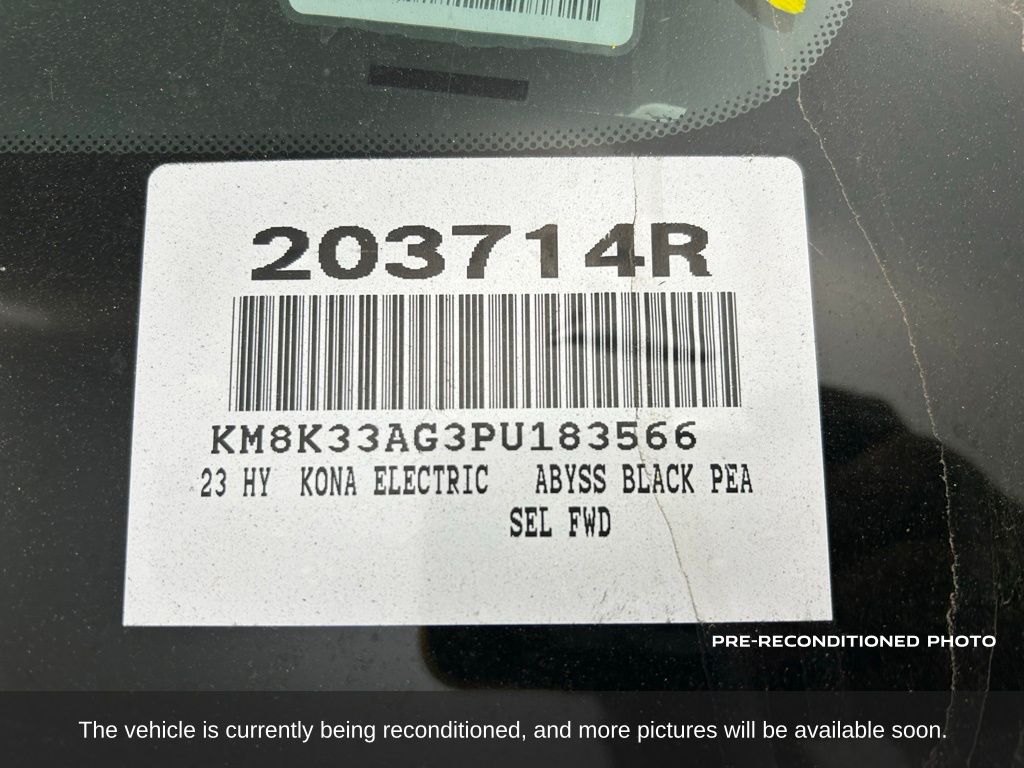 203714R
KM8K33AG3PU183566
23 HY KONA ELECTRIC ABYSS BLACK PEA
SEL FWD
PRE-RECONDITIONED PHOTO
The vehicle is currently being reconditioned, and more pictures will be available soon.